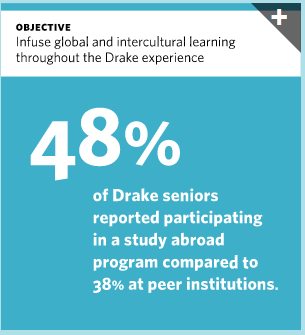 OBJECTIVE
Infuse global and intercultural learning
throughout the Drake experience
+
48%
of Drake seniors
reported participating
in a study abroad
program compared to
38% at peer institutions.